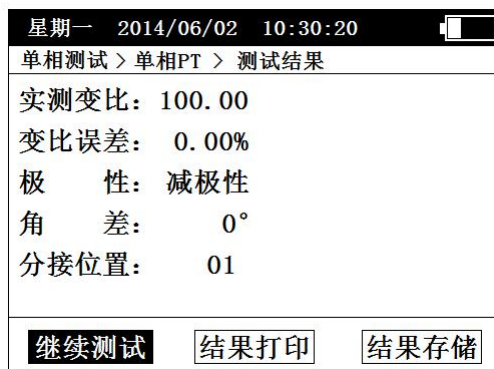 星期一 2014/06/02 10:30:20
单相测试 > 单相PT > 测试结果
实测变比: 100.00
变比误差: 0.00%
极 性: 减极性
角 差: 0°
分接位置: 01
继续测试 结果打印 结果存储